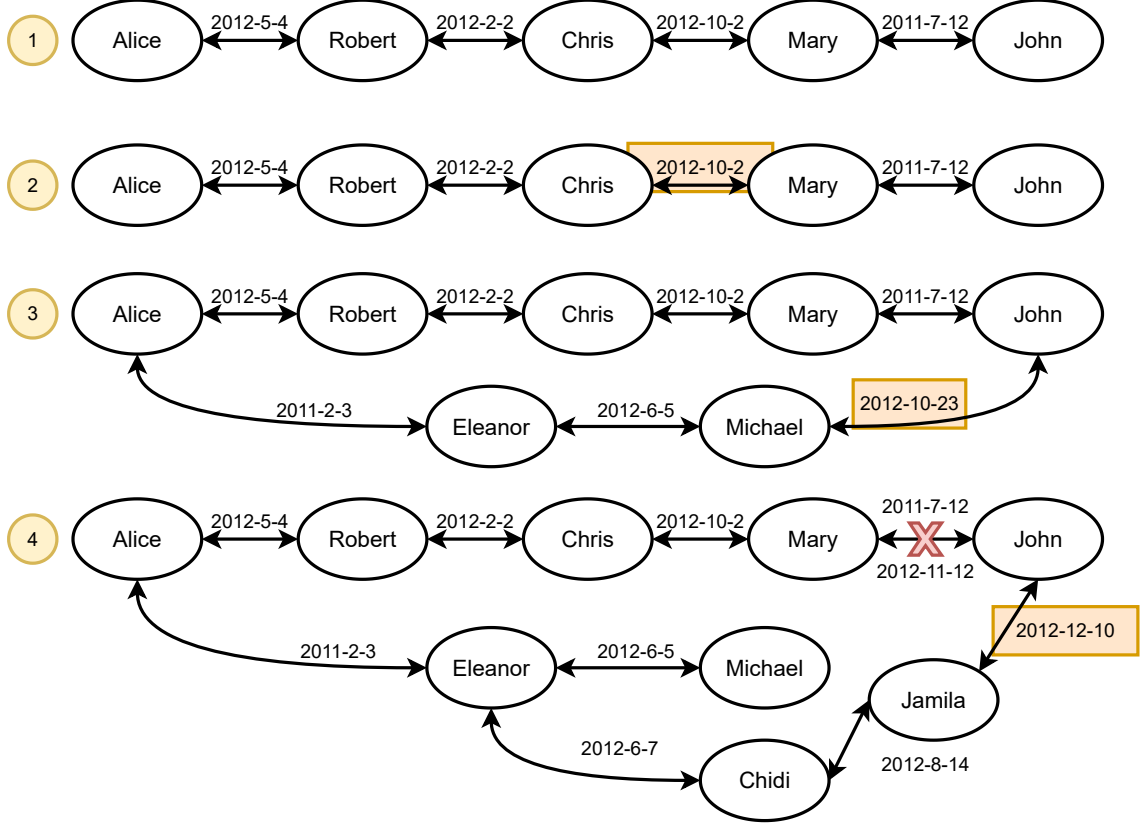 2012-5-4 2012-2-2 2012-10-2 2011-7-12
1 Alice Robert Chris Mary John
2012-5-4 2012-2-2 2012-10-2 2011-7-12
2 Alice Robert Chris Mary John
2012-5-4 2012-2-2 2012-10-2 2011-7-12
3 Alice Robert Chris Mary John
2011-2-3 2012-6-5 2012-10-23
Eleanor Michael
2012-5-4 2012-2-2 2012-10-2 2011-7-12
4 Alice Robert Chris Mary X John
2012-11-12
2012-12-10
2011-2-3 2012-6-5
Eleanor Michael
Jamila
2012-6-7 2012-8-14
Chidi